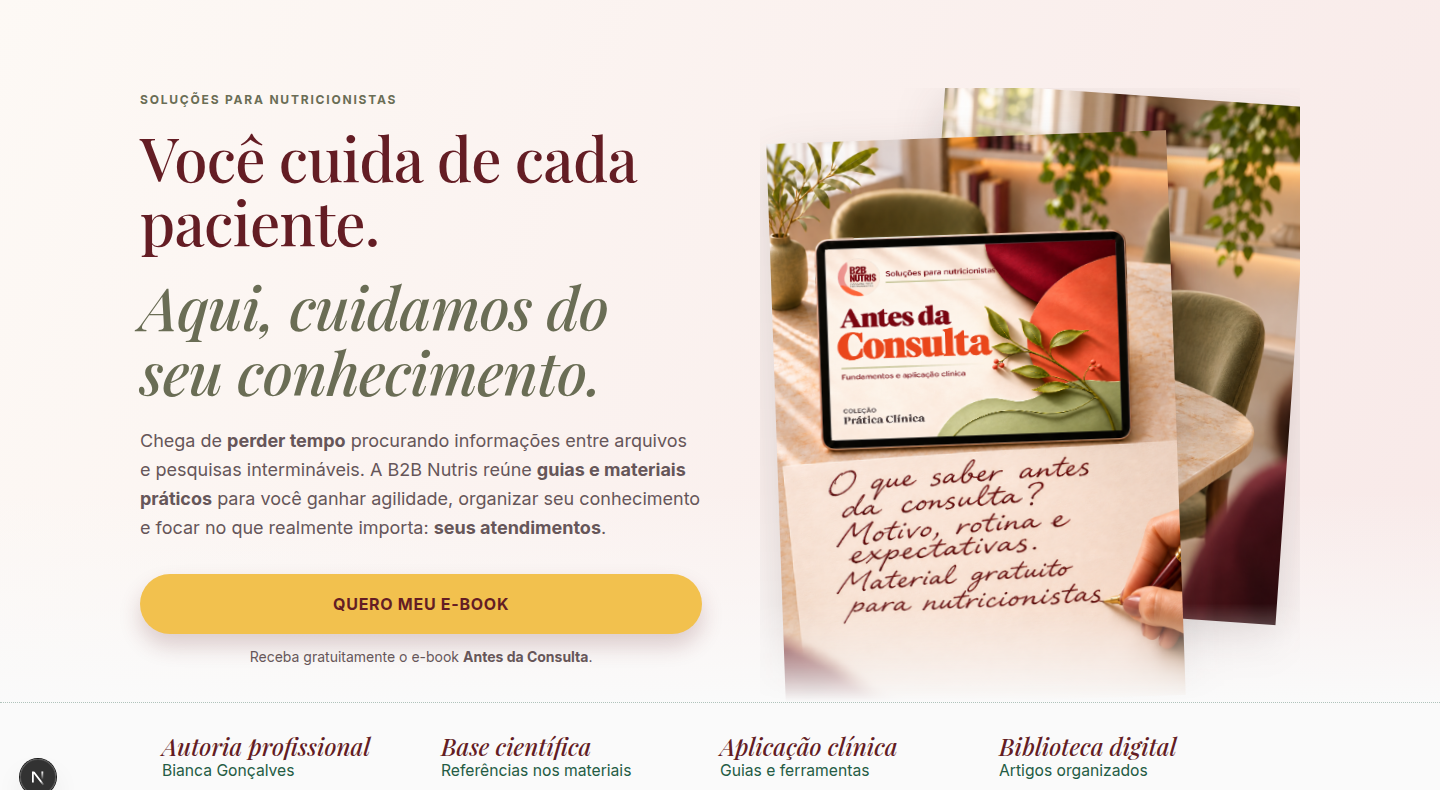 SOLUÇÕES PARA NUTRICIONISTAS
Você cuida de cada
paciente.
Aqui, cuidamos do
seu conhecimento.
Chega de perder tempo procurando informações entre arquivos
e pesquisas intermináveis. A B2B Nutris reúne guias e materiais
práticos para você ganhar agilidade, organizar seu conhecimento
e focar no que realmente importa: seus atendimentos.
QUERO MEU E-BOOK
Receba gratuitamente o e-book Antes da Consulta.
B2B
NUTRIS
Soluções para nutricionistas
Antes da
Consulta
Fundamentos e aplicação clínica
COLEÇÃO
Prática Clínica
O que saber antes
da consulta?
Motivo, rotina e
expectativas.
Material gratuito
para nutricionistas
Autoria profissional
Bianca Gonçalves
Base científica
Referências nos materiais
Aplicação clínica
Guias e ferramentas
Biblioteca digital
Artigos organizados
N